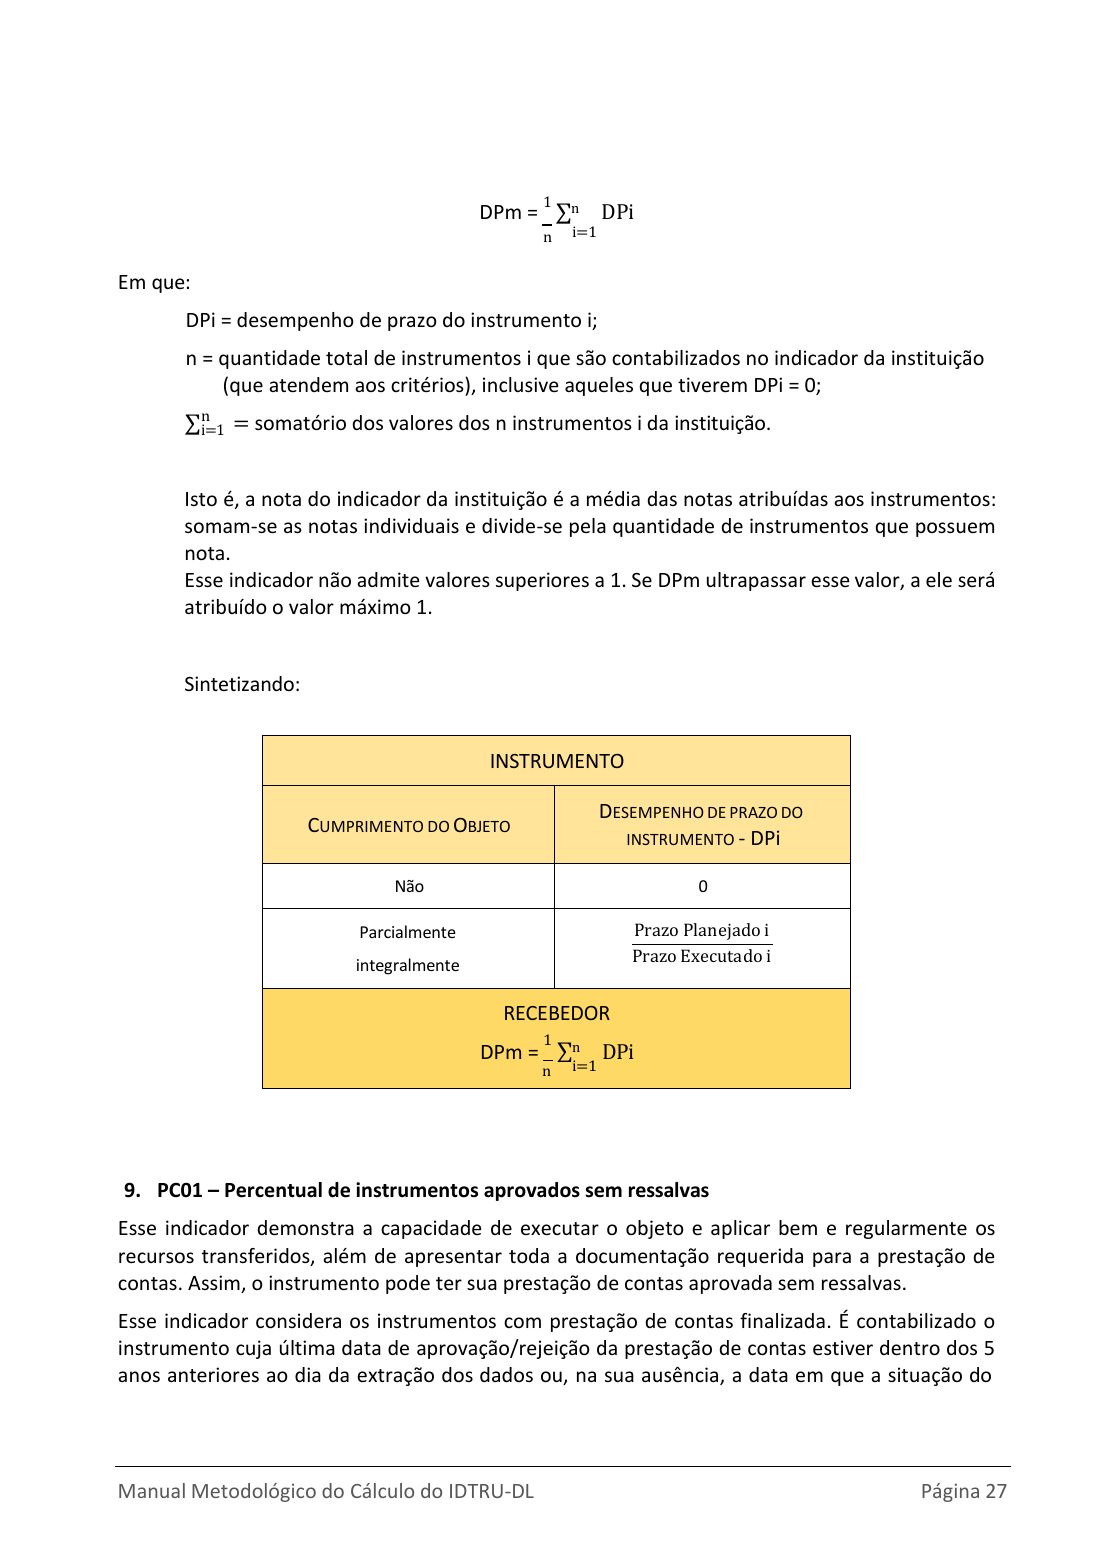 DPm = 1/n ∑ⁿᵢ₌₁ DPi
Em que:
DPi = desempenho de prazo do instrumento i;
n = quantidade total de instrumentos i que são contabilizados no indicador da instituição
(que atendem aos critérios), inclusive aqueles que tiverem DPi = 0;
∑ⁿᵢ₌₁ = somatório dos valores dos n instrumentos i da instituição.
Isto é, a nota do indicador da instituição é a média das notas atribuídas aos instrumentos:
somam-se as notas individuais e divide-se pela quantidade de instrumentos que possuem
nota.
Esse indicador não admite valores superiores a 1. Se DPm ultrapassar esse valor, a ele será
atribuído o valor máximo 1.
Sintetizando:
INSTRUMENTO
CUMPRIMENTO DO OBJETO
DESEMPENHO DE PRAZO DO
INSTRUMENTO - DPi
Não
0
Parcialmente
integralmente
Prazo Planejado i
Prazo Executado i
RECEBEDOR
DPm = 1/n ∑ⁿᵢ₌₁ DPi
9. PC01 – Percentual de instrumentos aprovados sem ressalvas
Esse indicador demonstra a capacidade de executar o objeto e aplicar bem e regularmente os
recursos transferidos, além de apresentar toda a documentação requerida para a prestação de
contas. Assim, o instrumento pode ter sua prestação de contas aprovada sem ressalvas.
Esse indicador considera os instrumentos com prestação de contas finalizada. É contabilizado o
instrumento cuja última data de aprovação/rejeição da prestação de contas estiver dentro dos 5
anos anteriores ao dia da extração dos dados ou, na sua ausência, a data em que a situação do
Manual Metodológico do Cálculo do IDTRU-DL
Página 27